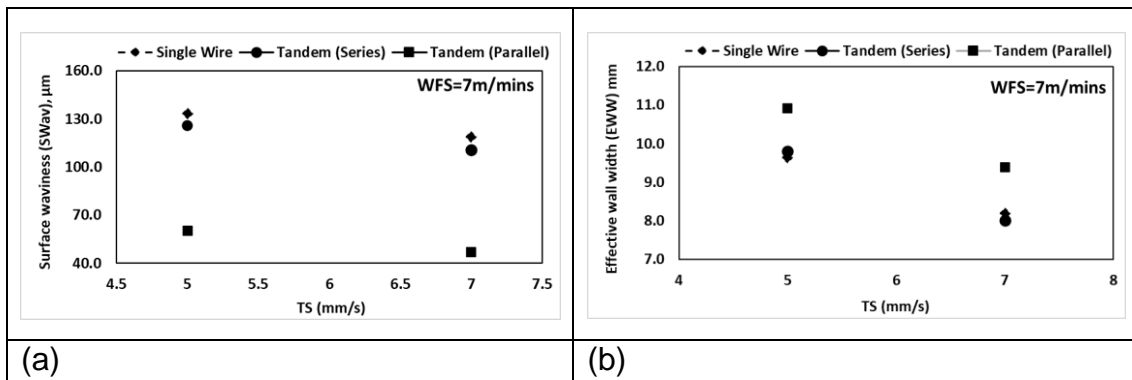 Single Wire Tandem (Series) Tandem (Parallel)
160.0
WFS=7m/mins
130.0
100.0
70.0
40.0
Surface waviness (SWav), µm
4.5 5 5.5 6 6.5 7 7.5
TS (mm/s)
(a)
Single Wire Tandem (Series) Tandem (Parallel)
12.0
WFS=7m/mins
11.0
10.0
9.0
8.0
7.0
Effective wall width (EWW) mm
4 5 6 7 8
TS (mm/s)
(b)